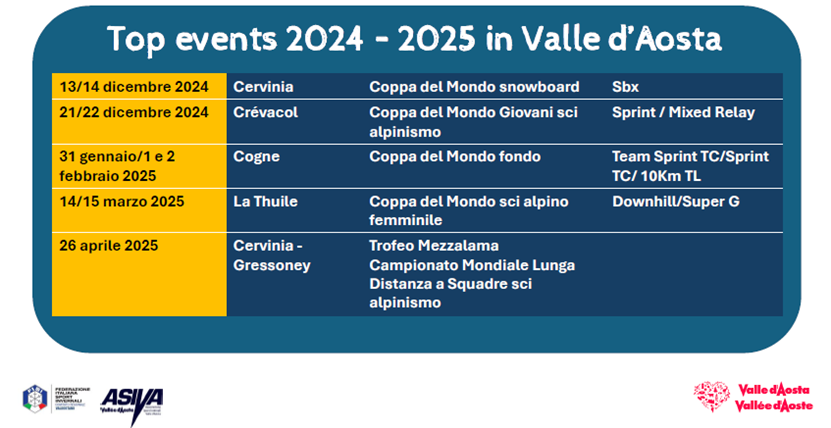 Top events 2024 - 2025 in Valle d'Aosta
13/14 dicembre 2024 Cervinia Coppa del Mondo snowboard Sbx
21/22 dicembre 2024 Crévacol Coppa del Mondo Giovani sci Sprint / Mixed Relay
alpinismo
31 gennaio/1 e 2 Cogne Coppa del Mondo fondo Team Sprint TC/Sprint
febbraio 2025 TC/ 10Km TL
14/15 marzo 2025 La Thuile Coppa del Mondo sci alpino Downhill/Super G
femminile
26 aprile 2025 Cervinia - Trofeo Mezzalama
Gressoney Campionato Mondiale Lunga
Distanza a Squadre sci
alpinismo
FISI
FEDERAZIONE
ITALIANA
SPORT
INVERNALI
ASIVA
Vallée d'Aoste
Valle d'Aosta
Vallée d'Aoste